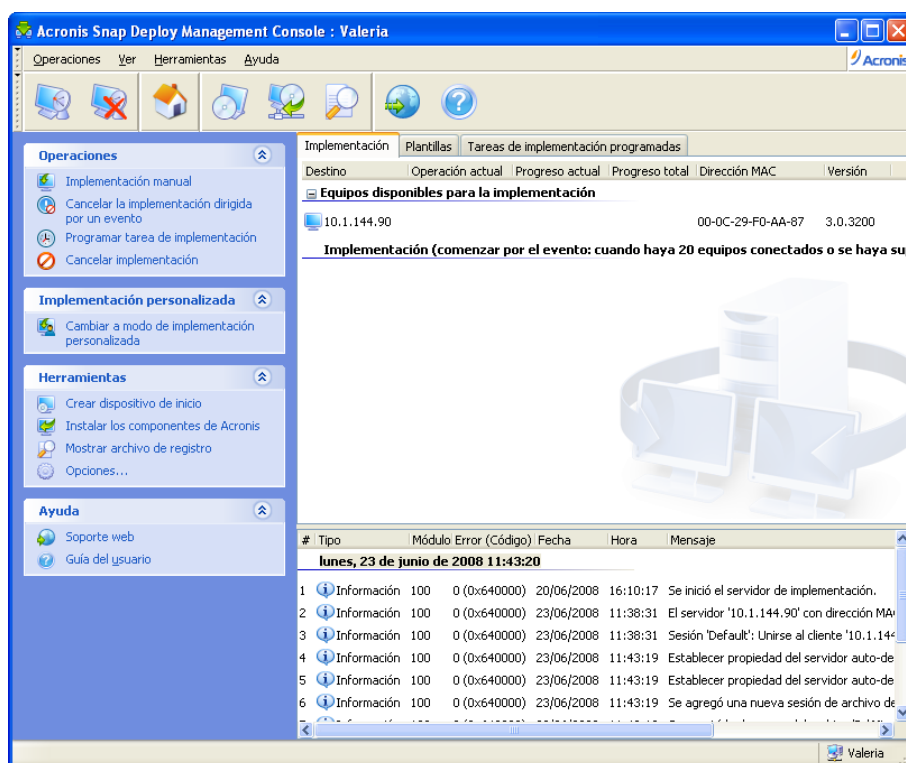 Acronis Snap Deploy Management Console : Valeria
Operaciones Ver Herramientas Ayuda
Acronis
Operaciones
Implementación manual
Cancelar la implementación dirigida
por un evento
Programar tarea de implementación
Cancelar implementación
Implementación personalizada
Cambiar a modo de implementación
personalizada
Herramientas
Crear dispositivo de inicio
Instalar los componentes de Acronis
Mostrar archivo de registro
Opciones...
Ayuda
Soporte web
Guía del usuario
Implementación Plantillas Tareas de implementación programadas
Destino Operación actual Progreso actual Progreso total Dirección MAC Versión
Equipos disponibles para la implementación
10.1.144.90 00-0C-29-F0-AA-87 3.0.3200
Implementación (comenzar por el evento: cuando haya 20 equipos conectados o se haya su
# Tipo Módulo Error (Código) Fecha Hora Mensaje
lunes, 23 de junio de 2008 11:43:20
1 Información 100 0 (0x640000) 20/06/2008 16:10:17 Se inició el servidor de implementación.
2 Información 100 0 (0x640000) 23/06/2008 11:38:31 El servidor '10.1.144.90' con dirección MA
3 Información 100 0 (0x640000) 23/06/2008 11:38:31 Sesión 'Default': Unirse al cliente '10.1.144
4 Información 100 0 (0x640000) 23/06/2008 11:43:19 Establecer propiedad del servidor auto-de
5 Información 100 0 (0x640000) 23/06/2008 11:43:19 Establecer propiedad del servidor auto-de
6 Información 100 0 (0x640000) 23/06/2008 11:43:19 Se agregó una nueva sesión de archivo de
Valeria